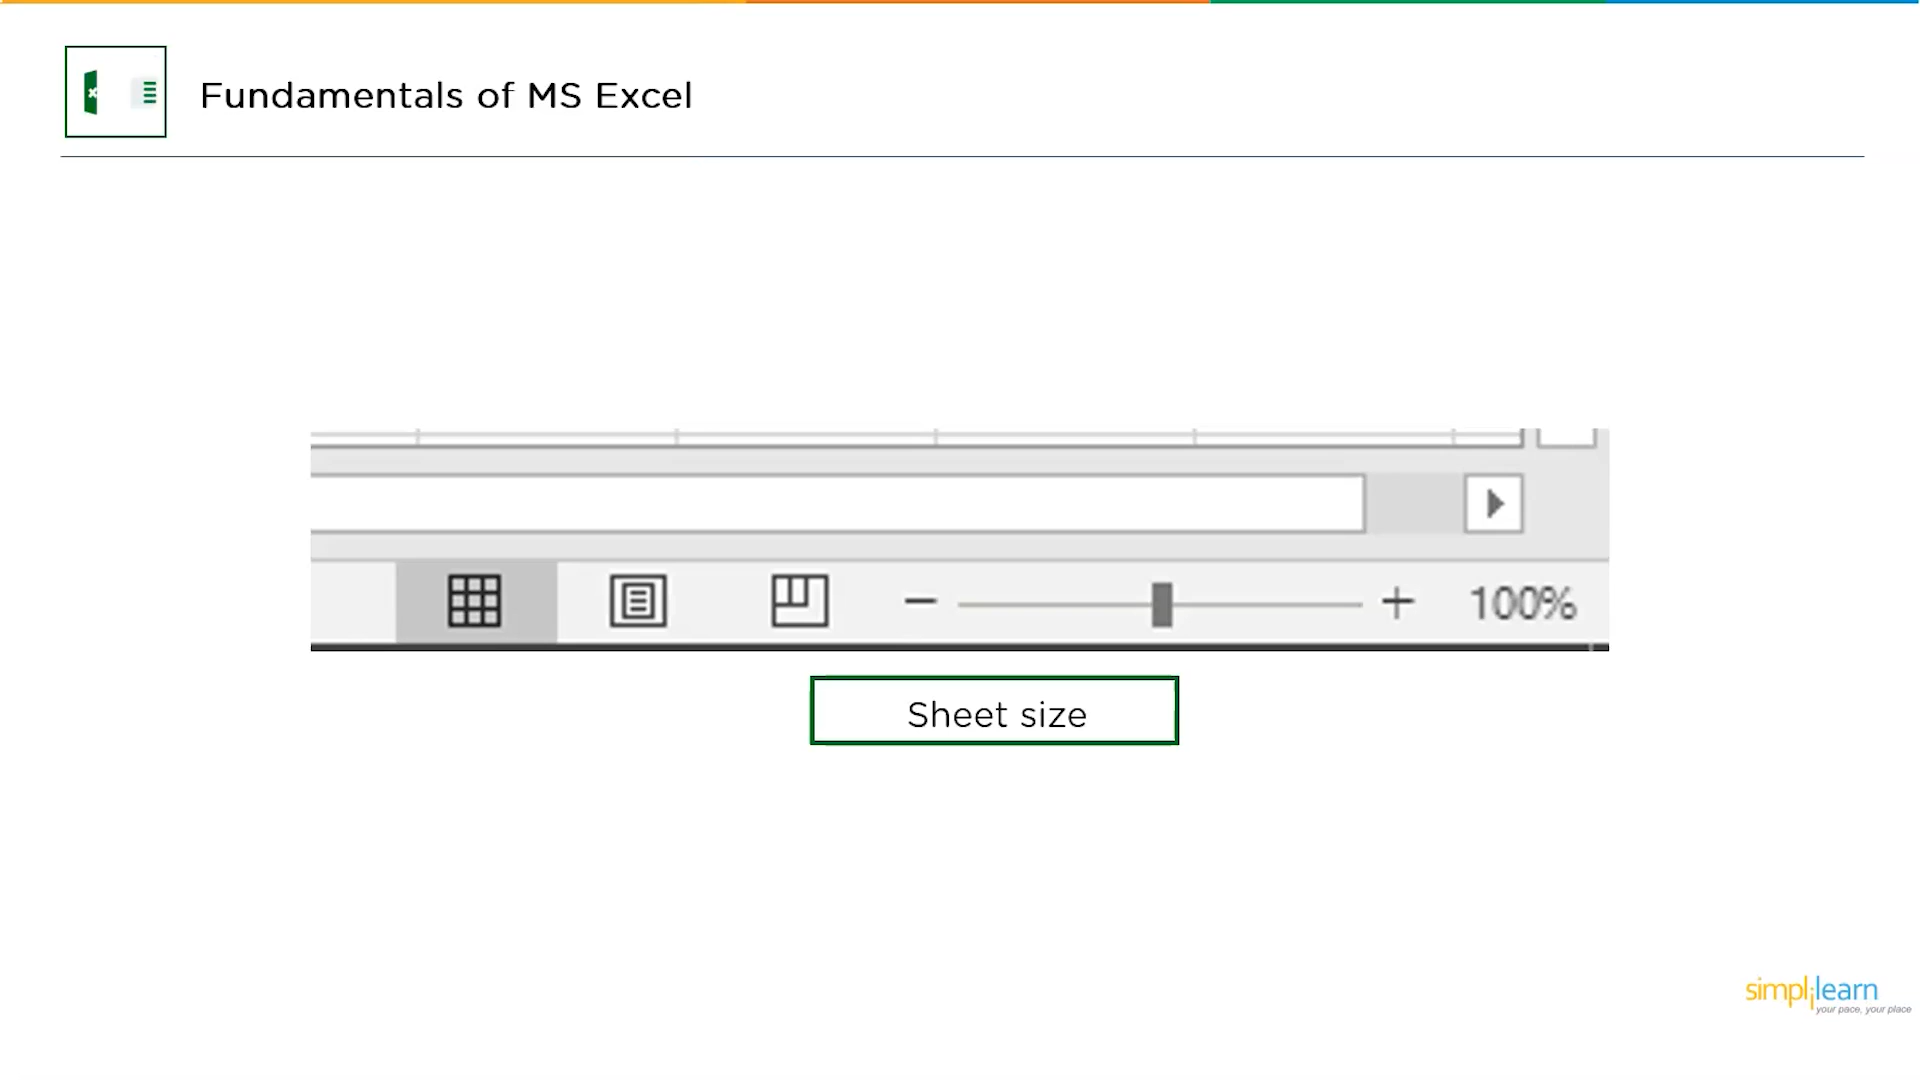 Fundamentals of MS Excel
100%
Sheet size
simplilearn
your pace, your place